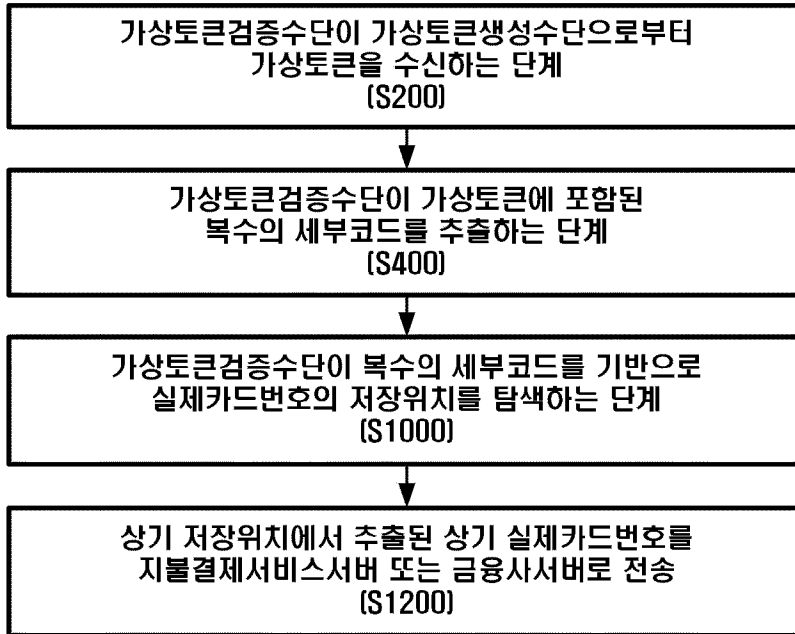 가상토큰검증수단이 가상토큰생성수단으로부터
가상토큰을 수신하는 단계
(S200)
가상토큰검증수단이 가상토큰에 포함된
복수의 세부코드를 추출하는 단계
(S400)
가상토큰검증수단이 복수의 세부코드를 기반으로
실제카드번호의 저장위치를 탐색하는 단계
(S1000)
상기 저장위치에서 추출된 상기 실제카드번호를
지불결제서비스서버 또는 금융사서버로 전송
(S1200)